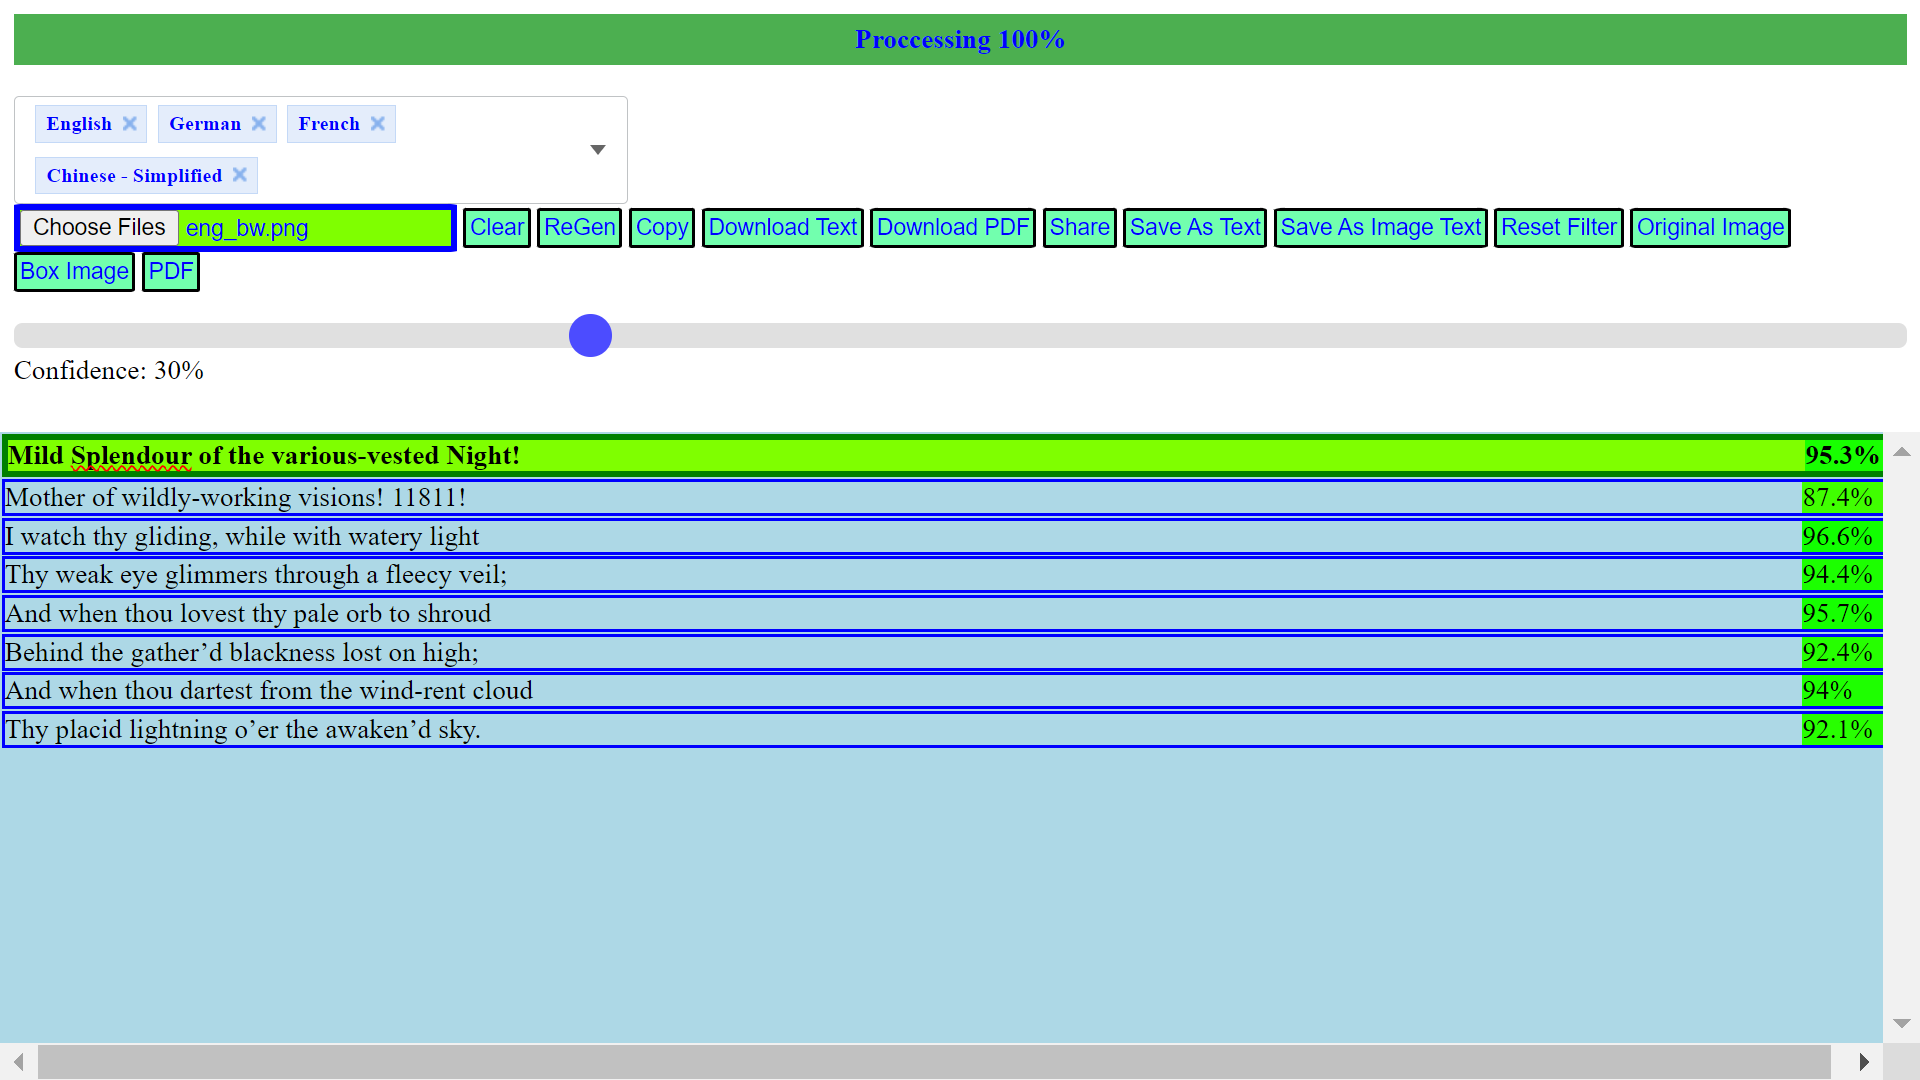 Proccessing 100%
English × German × French ×
Chinese - Simplified ×
Choose Files eng_bw.png Clear ReGen Copy Download Text Download PDF Share Save As Text Save As Image Text Reset Filter Original Image
Box Image PDF
Confidence: 30%
Mild Splendour of the various-vested Night! 95.3%
Mother of wildly-working visions! 11811! 87.4%
I watch thy gliding, while with watery light 96.6%
Thy weak eye glimmers through a fleecy veil; 94.4%
And when thou lovest thy pale orb to shroud 95.7%
Behind the gather’d blackness lost on high; 92.4%
And when thou dartest from the wind-rent cloud 94%
Thy placid lightning o’er the awaken’d sky. 92.1%